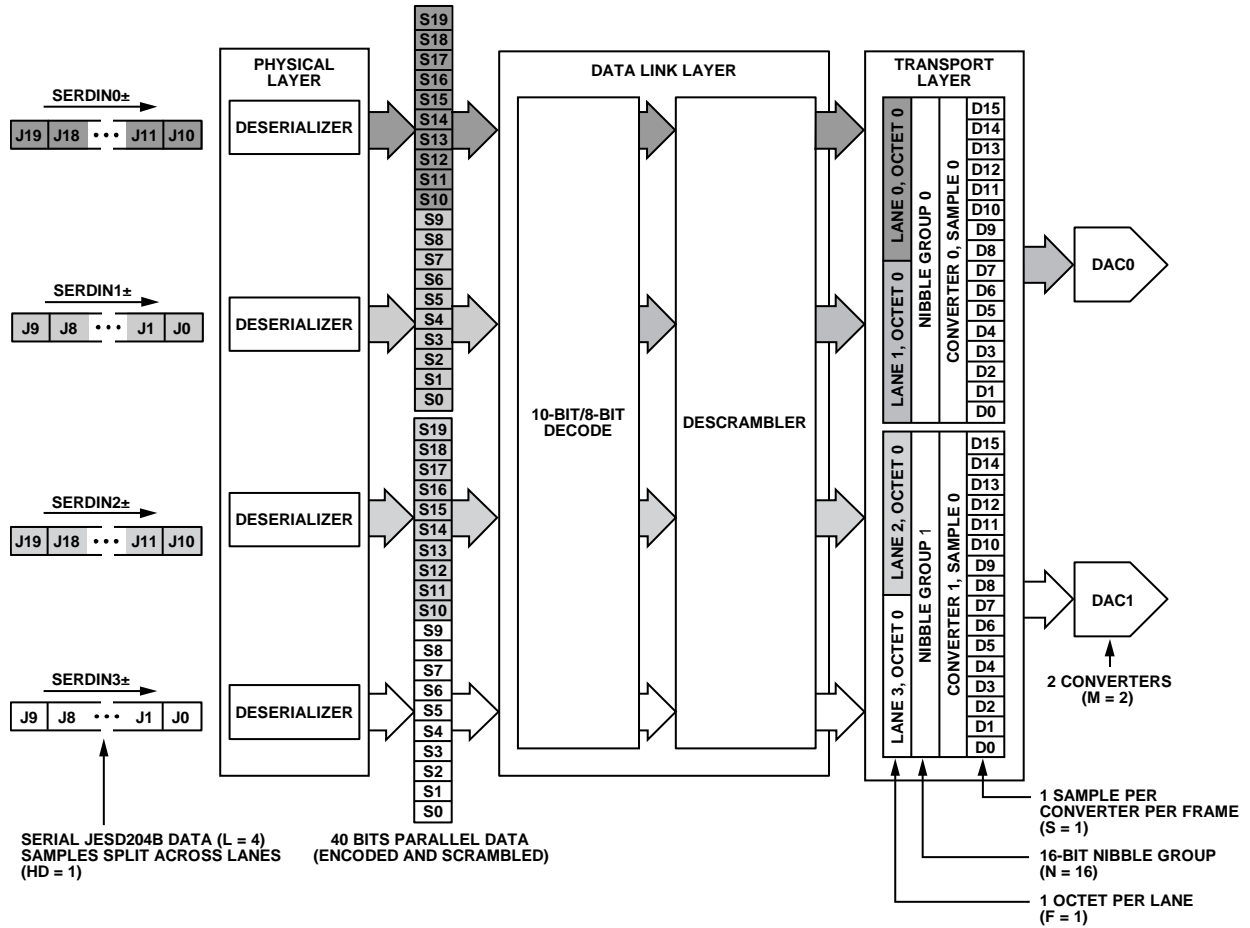 PHYSICAL
LAYER
DATA LINK LAYER
TRANSPORT
LAYER
SERDIN0±
J19 J18 ••• J11 J10
DESERIALIZER
SERDIN1±
J9 J8 ••• J1 J0
DESERIALIZER
SERDIN2±
J19 J18 ••• J11 J10
DESERIALIZER
SERDIN3±
J9 J8 ••• J1 J0
DESERIALIZER
S19
S18
S17
S16
S15
S14
S13
S12
S11
S10
S9
S8
S7
S6
S5
S4
S3
S2
S1
S0
S19
S18
S17
S16
S15
S14
S13
S12
S11
S10
S9
S8
S7
S6
S5
S4
S3
S2
S1
S0
10-BIT/8-BIT
DECODE
DESCRAMBLER
LANE 0, OCTET 0
LANE 1, OCTET 0
NIBBLE GROUP 0
CONVERTER 0, SAMPLE 0
D15
D14
D13
D12
D11
D10
D9
D8
D7
D6
D5
D4
D3
D2
D1
D0
LANE 2, OCTET 0
LANE 3, OCTET 0
NIBBLE GROUP 1
CONVERTER 1, SAMPLE 0
D15
D14
D13
D12
D11
D10
D9
D8
D7
D6
D5
D4
D3
D2
D1
D0
DAC0
DAC1
2 CONVERTERS
(M = 2)
SERIAL JESD204B DATA (L = 4)
SAMPLES SPLIT ACROSS LANES
(HD = 1)
40 BITS PARALLEL DATA
(ENCODED AND SCRAMBLED)
1 SAMPLE PER
CONVERTER PER FRAME
(S = 1)
16-BIT NIBBLE GROUP
(N = 16)
1 OCTET PER LANE
(F = 1)